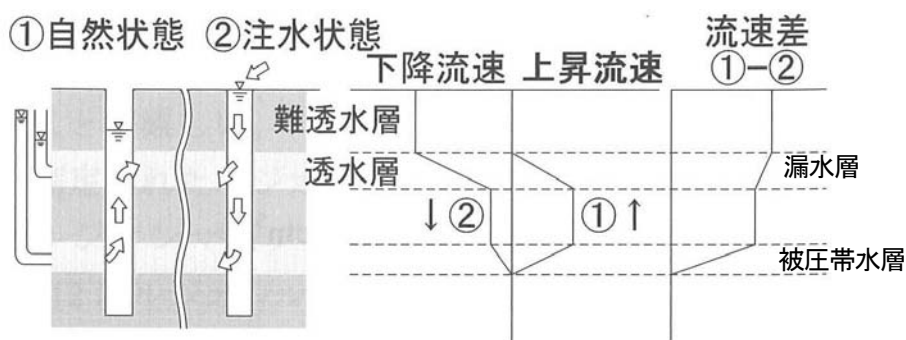 ①自然状態 ②注水状態
下降流速 上昇流速
流速差
①−②
難透水層
透水層
漏水層
↓② ①↑
被圧帯水層